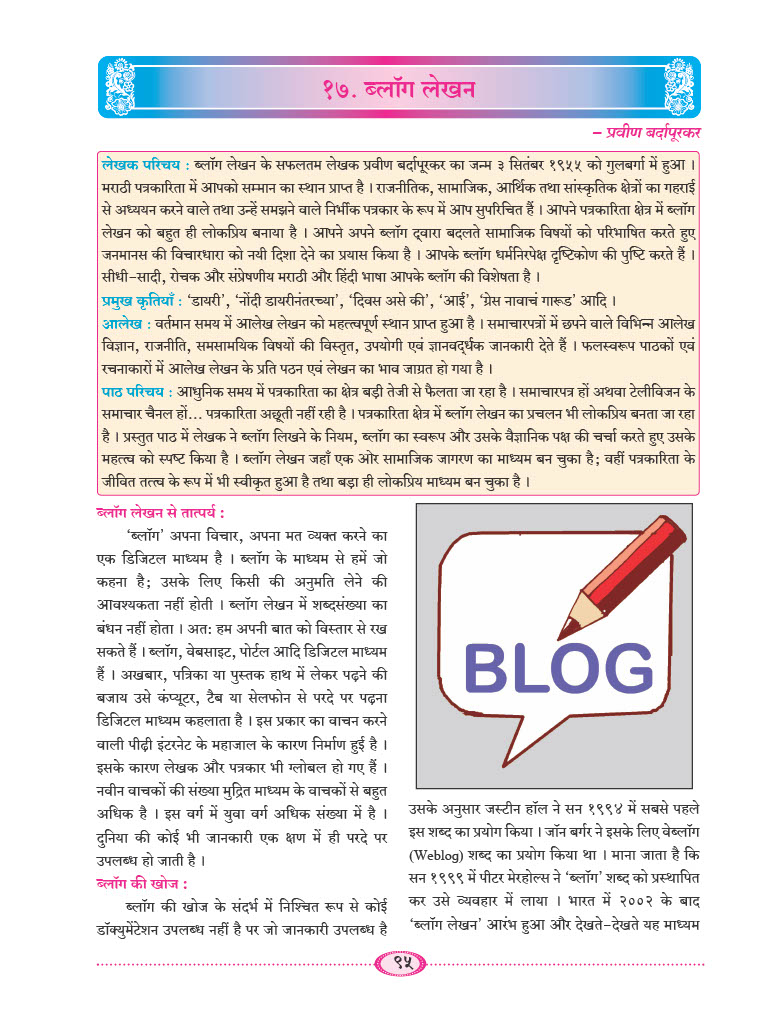 १७. ब्लॉग लेखन
– प्रवीण बर्दापूरकर
लेखक परिचय : ब्लॉग लेखन के सफलतम लेखक प्रवीण बर्दापूरकर का जन्म ३ सितंबर १९५५ को गुलबर्गा में हुआ ।
मराठी पत्रकारिता में आपको सम्मान का स्थान प्राप्त है । राजनीतिक, सामाजिक, आर्थिक तथा सांस्कृतिक क्षेत्रों का गहराई
से अध्ययन करने वाले तथा उन्हें समझने वाले निर्भीक पत्रकार के रूप में आप सुपरिचित हैं । आपने पत्रकारिता क्षेत्र में ब्लॉग
लेखन को बहुत ही लोकप्रिय बनाया है । आपने अपने ब्लॉग द्वारा बदलते सामाजिक विषयों को परिभाषित करते हुए
जनमानस की विचारधारा को नयी दिशा देने का प्रयास किया है । आपके ब्लॉग धर्मनिरपेक्ष दृष्टिकोण की पुष्टि करते हैं ।
सीधी-सादी, रोचक और संप्रेषणीय मराठी और हिंदी भाषा आपके ब्लॉग की विशेषता है ।
प्रमुख कृतियाँ : ‘डायरी’, ‘नोंदी डायरीनंतरच्या’, ‘दिवस असे की’, ‘आई’, ‘ग्रेस नावाचं गारूड’ आदि ।
आलेख : वर्तमान समय में आलेख लेखन को महत्त्वपूर्ण स्थान प्राप्त हुआ है । समाचारपत्रों में छपने वाले विभिन्न आलेख
विज्ञान, राजनीति, समसामयिक विषयों की विस्तृत, उपयोगी एवं ज्ञानवर्द्धक जानकारी देते हैं । फलस्वरूप पाठकों एवं
रचनाकारों में आलेख लेखन के प्रति पठन एवं लेखन का भाव जाग्रत हो गया है ।
पाठ परिचय : आधुनिक समय में पत्रकारिता का क्षेत्र बड़ी तेजी से फैलता जा रहा है । समाचारपत्र हों अथवा टेलीविजन के
समाचार चैनल हों... पत्रकारिता अछूती नहीं रही है । पत्रकारिता क्षेत्र में ब्लॉग लेखन का प्रचलन भी लोकप्रिय बनता जा रहा
है । प्रस्तुत पाठ में लेखक ने ब्लॉग लिखने के नियम, ब्लॉग का स्वरूप और उसके वैज्ञानिक पक्ष की चर्चा करते हुए उसके
महत्त्व को स्पष्ट किया है । ब्लॉग लेखन जहाँ एक ओर सामाजिक जागरण का माध्यम बन चुका है; वहीं पत्रकारिता के
जीवित तत्त्व के रूप में भी स्वीकृत हुआ है तथा बड़ा ही लोकप्रिय माध्यम बन चुका है ।
ब्लॉग लेखन से तात्पर्य :
‘ब्लॉग’ अपना विचार, अपना मत व्यक्त करने का
एक डिजिटल माध्यम है । ब्लॉग के माध्यम से हमें जो
कहना है; उसके लिए किसी की अनुमति लेने की
आवश्यकता नहीं होती । ब्लॉग लेखन में शब्दसंख्या का
बंधन नहीं होता । अत: हम अपनी बात को विस्तार से रख
सकते हैं । ब्लॉग, वेबसाइट, पोर्टल आदि डिजिटल माध्यम
हैं । अखबार, पत्रिका या पुस्तक हाथ में लेकर पढ़ने की
बजाय उसे कंप्यूटर, टैब या सेलफोन से परदे पर पढ़ना
डिजिटल माध्यम कहलाता है । इस प्रकार का वाचन करने
वाली पीढ़ी इंटरनेट के महाजाल के कारण निर्माण हुई है ।
इसके कारण लेखक और पत्रकार भी ग्लोबल हो गए हैं ।
नवीन वाचकों की संख्या मुद्रित माध्यम के वाचकों से बहुत
अधिक है । इस वर्ग में युवा वर्ग अधिक संख्या में है ।
दुनिया की कोई भी जानकारी एक क्षण में ही परदे पर
उपलब्ध हो जाती है ।
ब्लॉग की खोज :
ब्लॉग की खोज के संदर्भ में निश्चित रूप से कोई
डॉक्युमेंटेशन उपलब्ध नहीं है पर जो जानकारी उपलब्ध है
BLOG
उसके अनुसार जस्टीन हॉल ने सन १९९४ में सबसे पहले
इस शब्द का प्रयोग किया । जॉन बर्गर ने इसके लिए वेब्लॉग
(Weblog) शब्द का प्रयोग किया था । माना जाता है कि
सन १९९९ में पीटर मेरहोल्स ने ‘ब्लॉग’ शब्द को प्रस्थापित
कर उसे व्यवहार में लाया । भारत में २००२ के बाद
‘ब्लॉग लेखन’ आरंभ हुआ और देखते-देखते यह माध्यम
९५